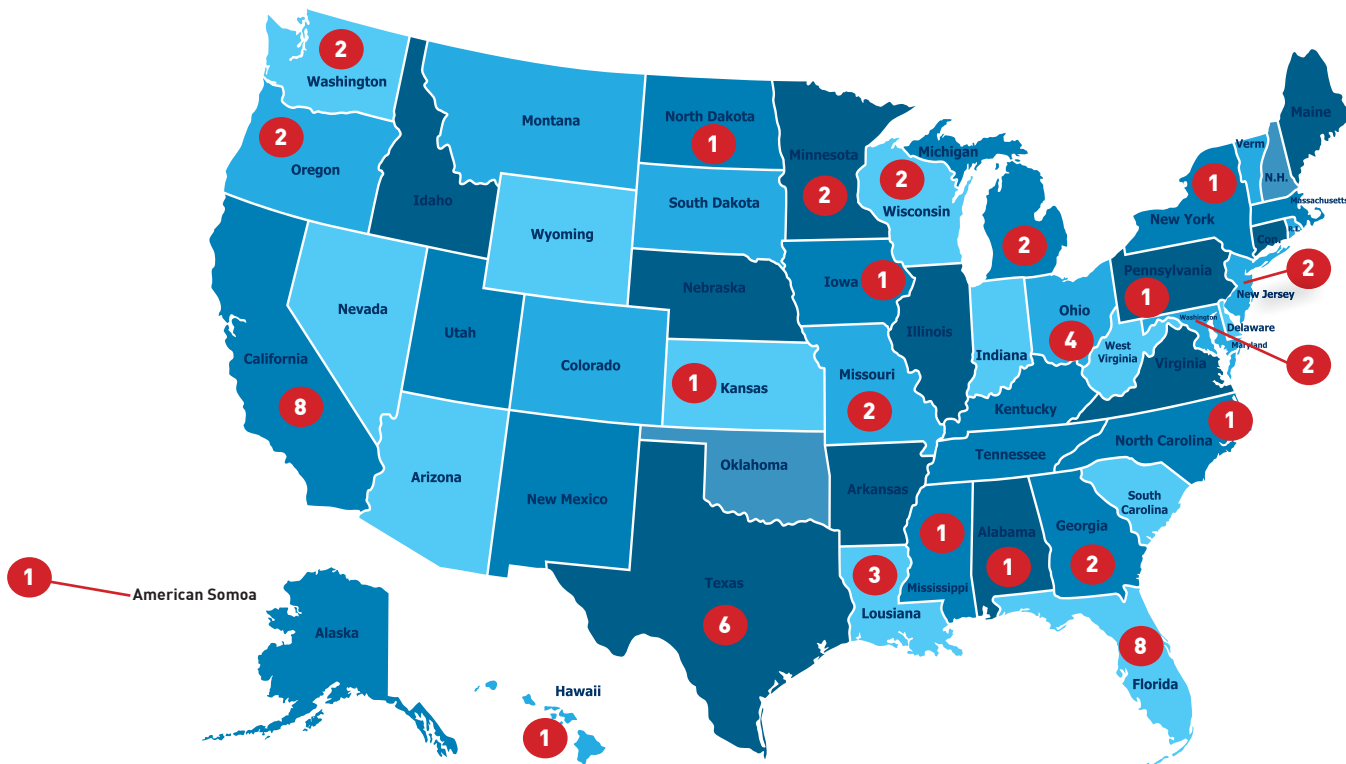 2
Washington
2
Oregon
Montana
Idaho
Wyoming
North Dakota
1
South Dakota
Minnesota
2
Michigan
2
Wisconsin
2
Maine
Verm
N.H.
1
New York
Massachusetts
R.I.
Con.
Pennsylvania
1
2
New Jersey
Nevada
Utah
California
8
Colorado
Nebraska
Iowa
1
Illinois
Indiana
Ohio
4
Washington
Delaware
Maryland
2
West
Virginia
Virginia
1
Kansas
Missouri
2
Kentucky
1
North Carolina
Tennessee
Arizona
New Mexico
Oklahoma
Arkansas
South
Carolina
1
Mississippi
Alabama
1
Georgia
2
Texas
6
3
Lousiana
8
Florida
1
American Somoa
Alaska
Hawaii
1